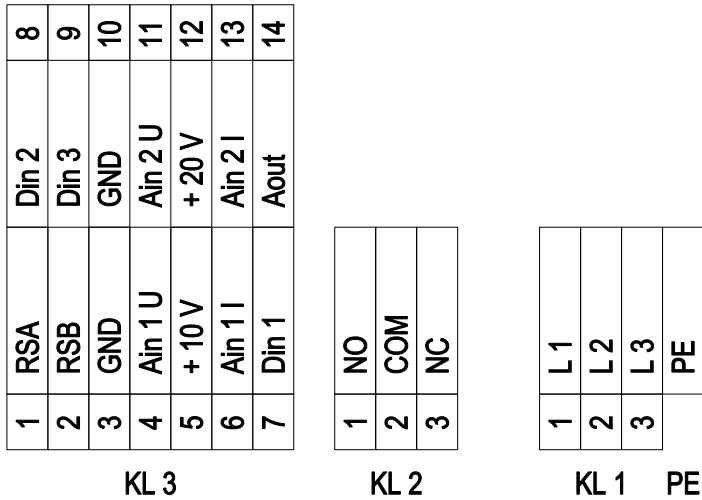 8 9 10 11 12 13 14
Din 2 Din 3 GND Ain 2 U + 20 V Ain 2 I Aout
RSA RSB GND Ain 1 U + 10 V Ain 1 I Din 1
1 2 3 4 5 6 7
KL 3
NO COM NC
1 2 3
KL 2
L 1 L 2 L 3 PE
1 2 3
KL 1 PE